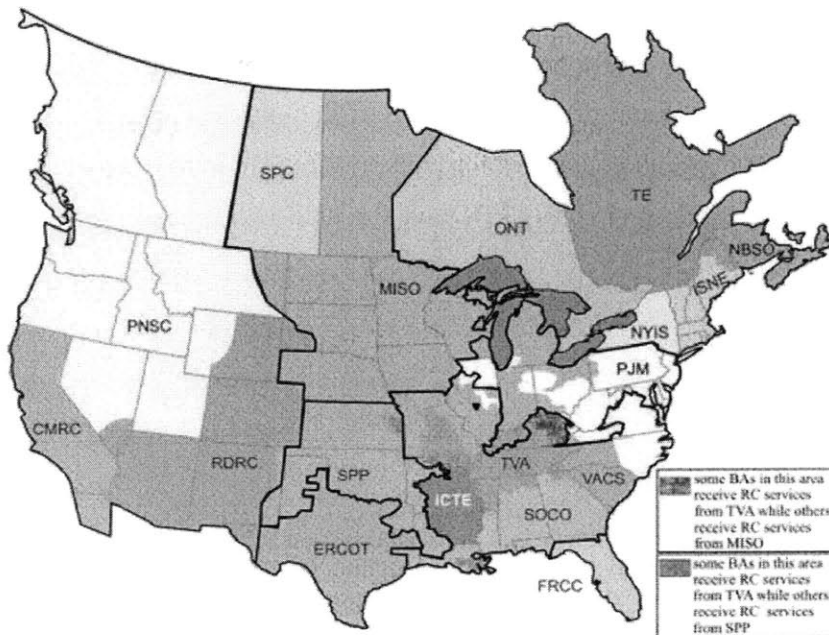 SPC
TE
ONT
NBSO
MISO
ISNE
PNSC
NYIS
PJM
CMRC
RDRC
SPP
TVA
VACS
ICTE
SOCO
ERCOT
FRCC
some BAs in this area
receive RC services
from TVA while others
receive RC services
from MISO
some BAs in this area
receive RC services
from TVA while others
receive RC services
from SPP